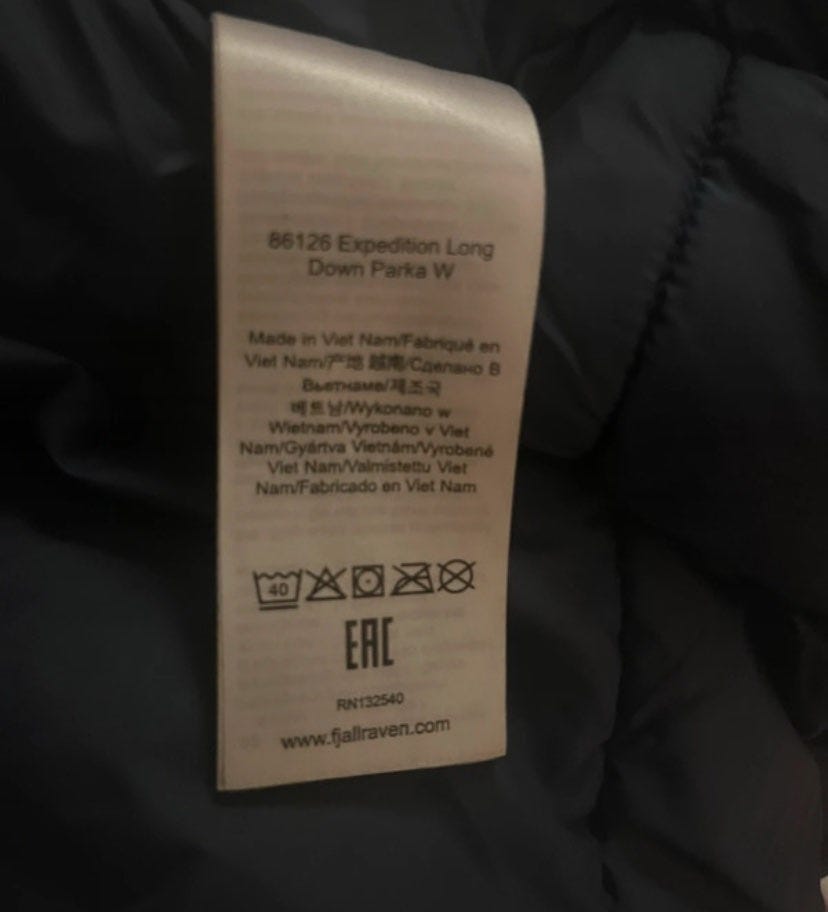 86126 Expedition Long
Down Parka W
Made in Viet Nam/Fabriqué en
Viet Nam/产地 越南/Сделано В
Вьетнаме/제조국
베트남/Wykonano w
Wietnam/Vyrobeno v Viet
Nam/Gyártva Vietnám/Vyrobené
Viet Nam/Valmistettu Viet
Nam/Fabricado en Viet Nam
40
EAC
RN132540
www.fjallraven.com